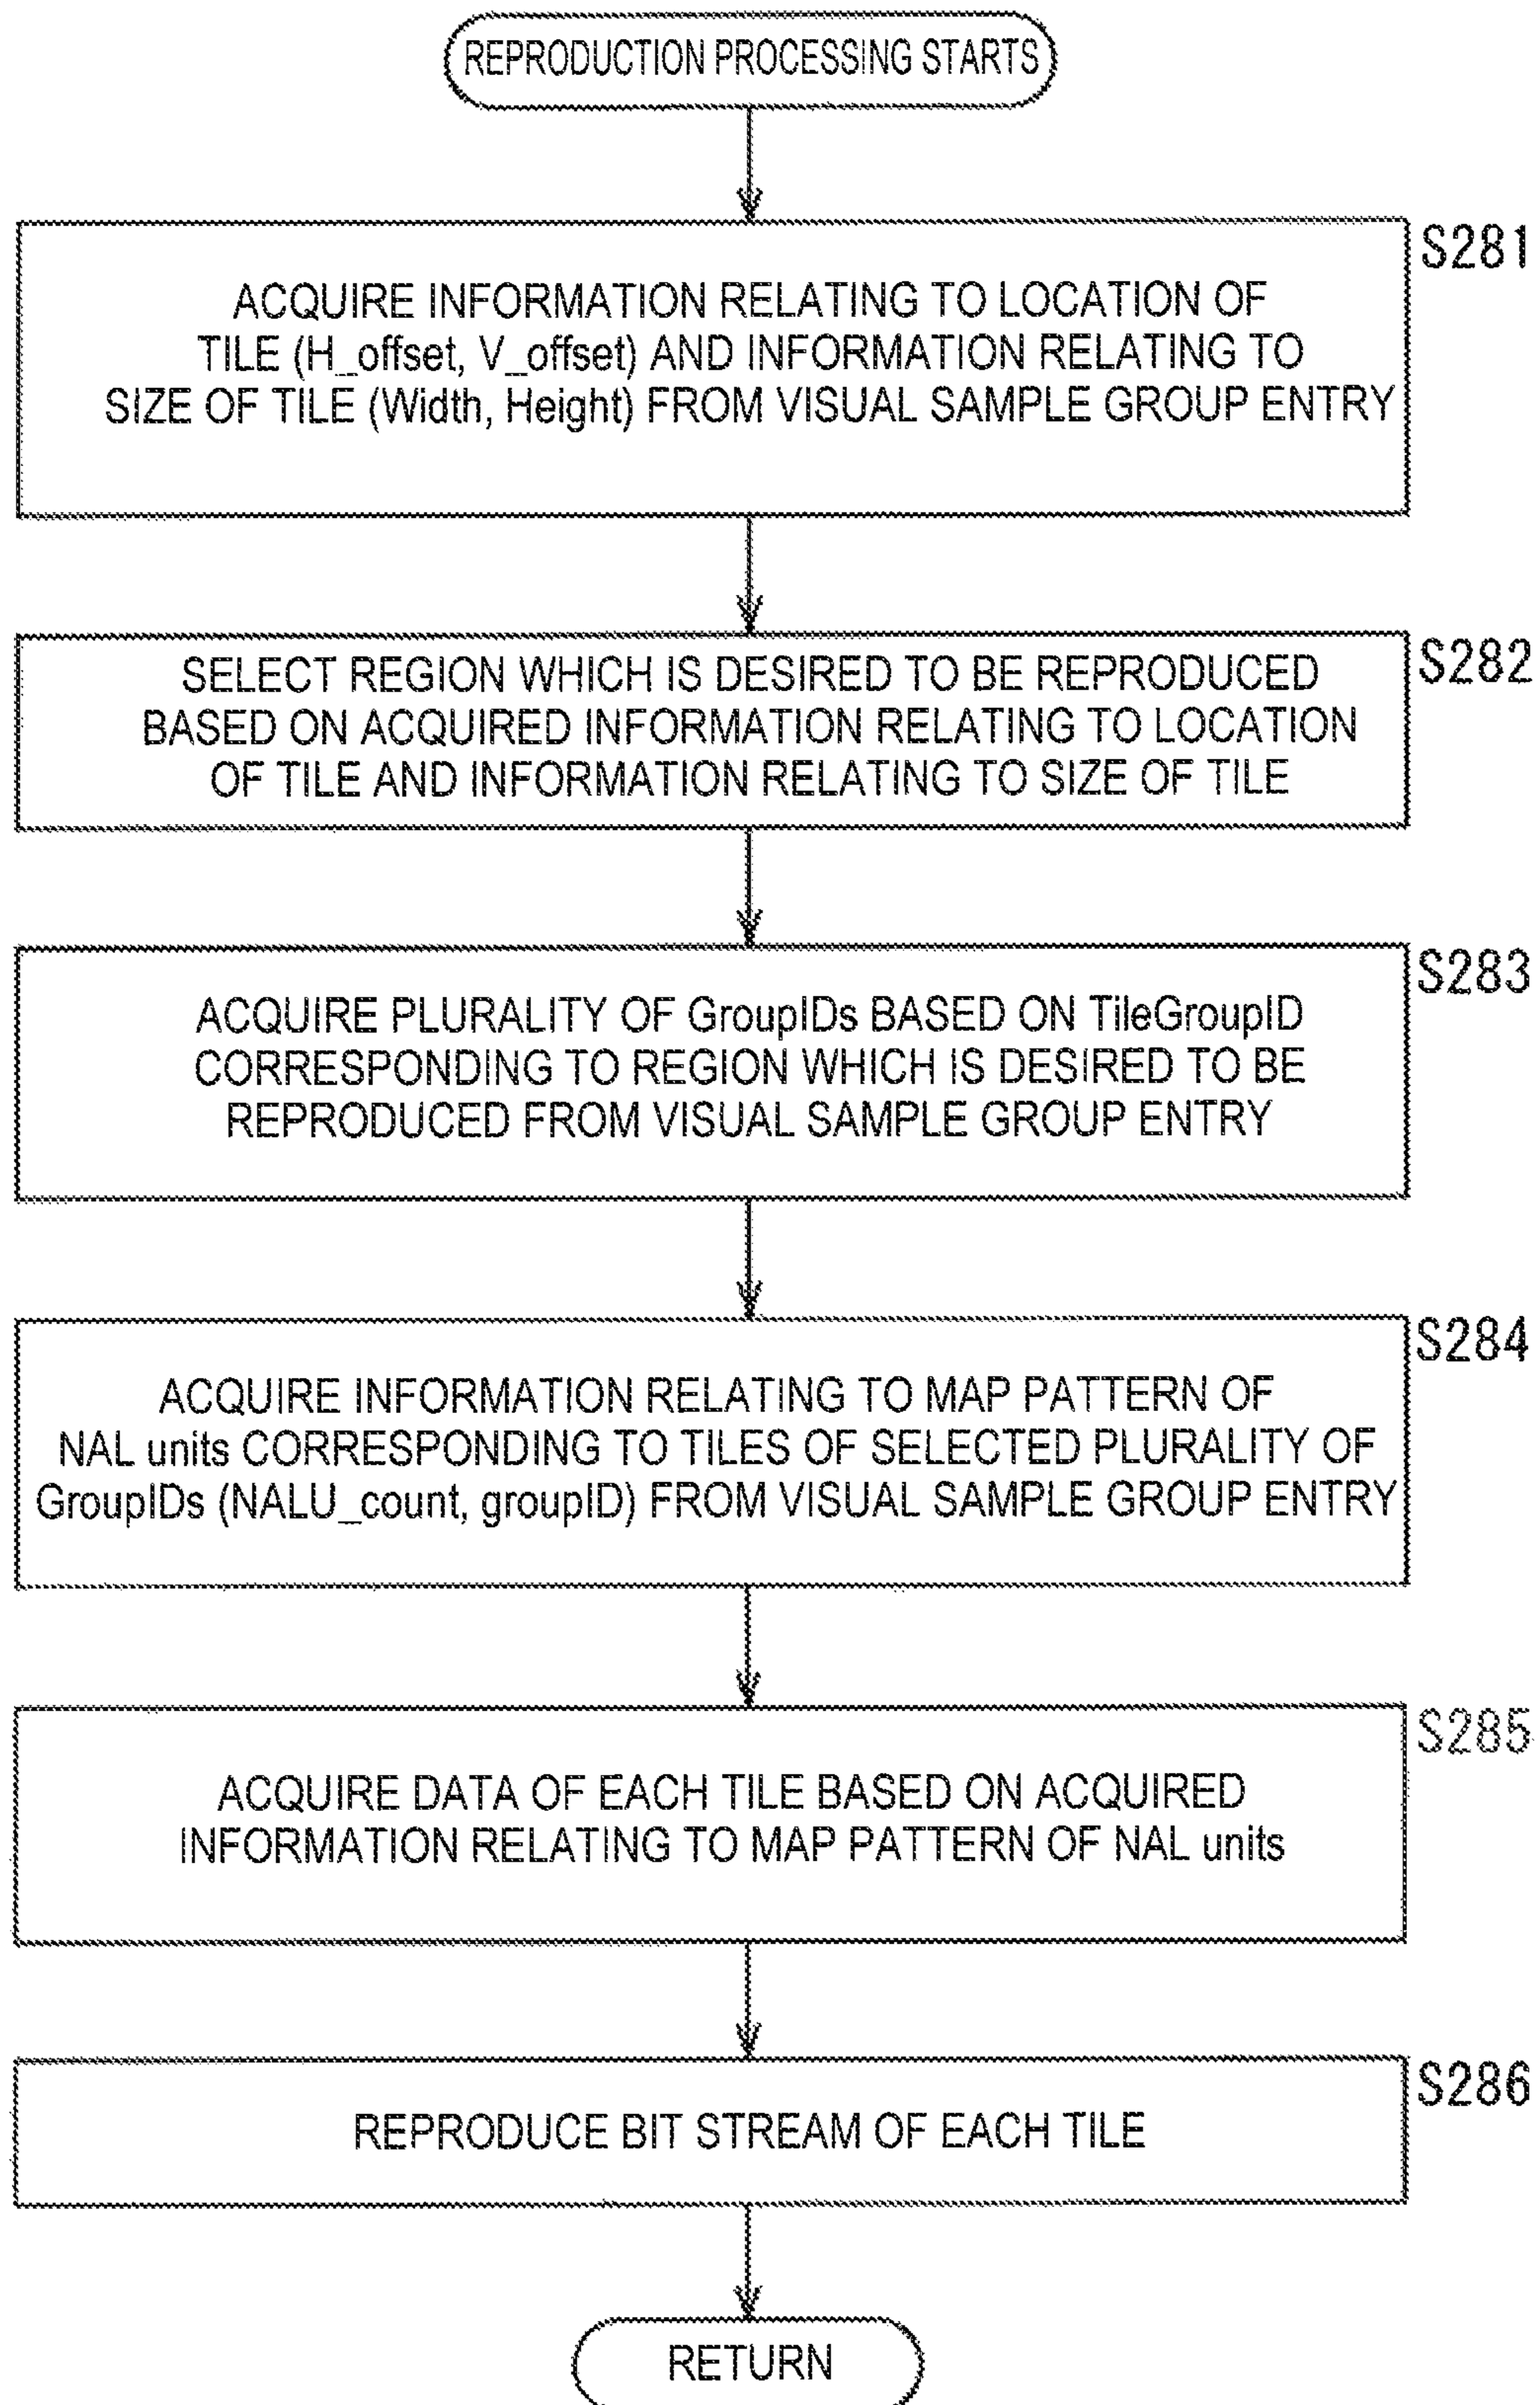 REPRODUCTION PROCESSING STARTS
S281
ACQUIRE INFORMATION RELATING TO LOCATION OF
TILE (H_offset, V_offset) AND INFORMATION RELATING TO
SIZE OF TILE (Width, Height) FROM VISUAL SAMPLE GROUP ENTRY
S282
SELECT REGION WHICH IS DESIRED TO BE REPRODUCED
BASED ON ACQUIRED INFORMATION RELATING TO LOCATION
OF TILE AND INFORMATION RELATING TO SIZE OF TILE
S283
ACQUIRE PLURALITY OF GroupIDs BASED ON TileGroupID
CORRESPONDING TO REGION WHICH IS DESIRED TO BE
REPRODUCED FROM VISUAL SAMPLE GROUP ENTRY
S284
ACQUIRE INFORMATION RELATING TO MAP PATTERN OF
NAL units CORRESPONDING TO TILES OF SELECTED PLURALITY OF
GroupIDs (NALU_count, groupID) FROM VISUAL SAMPLE GROUP ENTRY
S285
ACQUIRE DATA OF EACH TILE BASED ON ACQUIRED
INFORMATION RELATING TO MAP PATTERN OF NAL units
S286
REPRODUCE BIT STREAM OF EACH TILE
RETURN